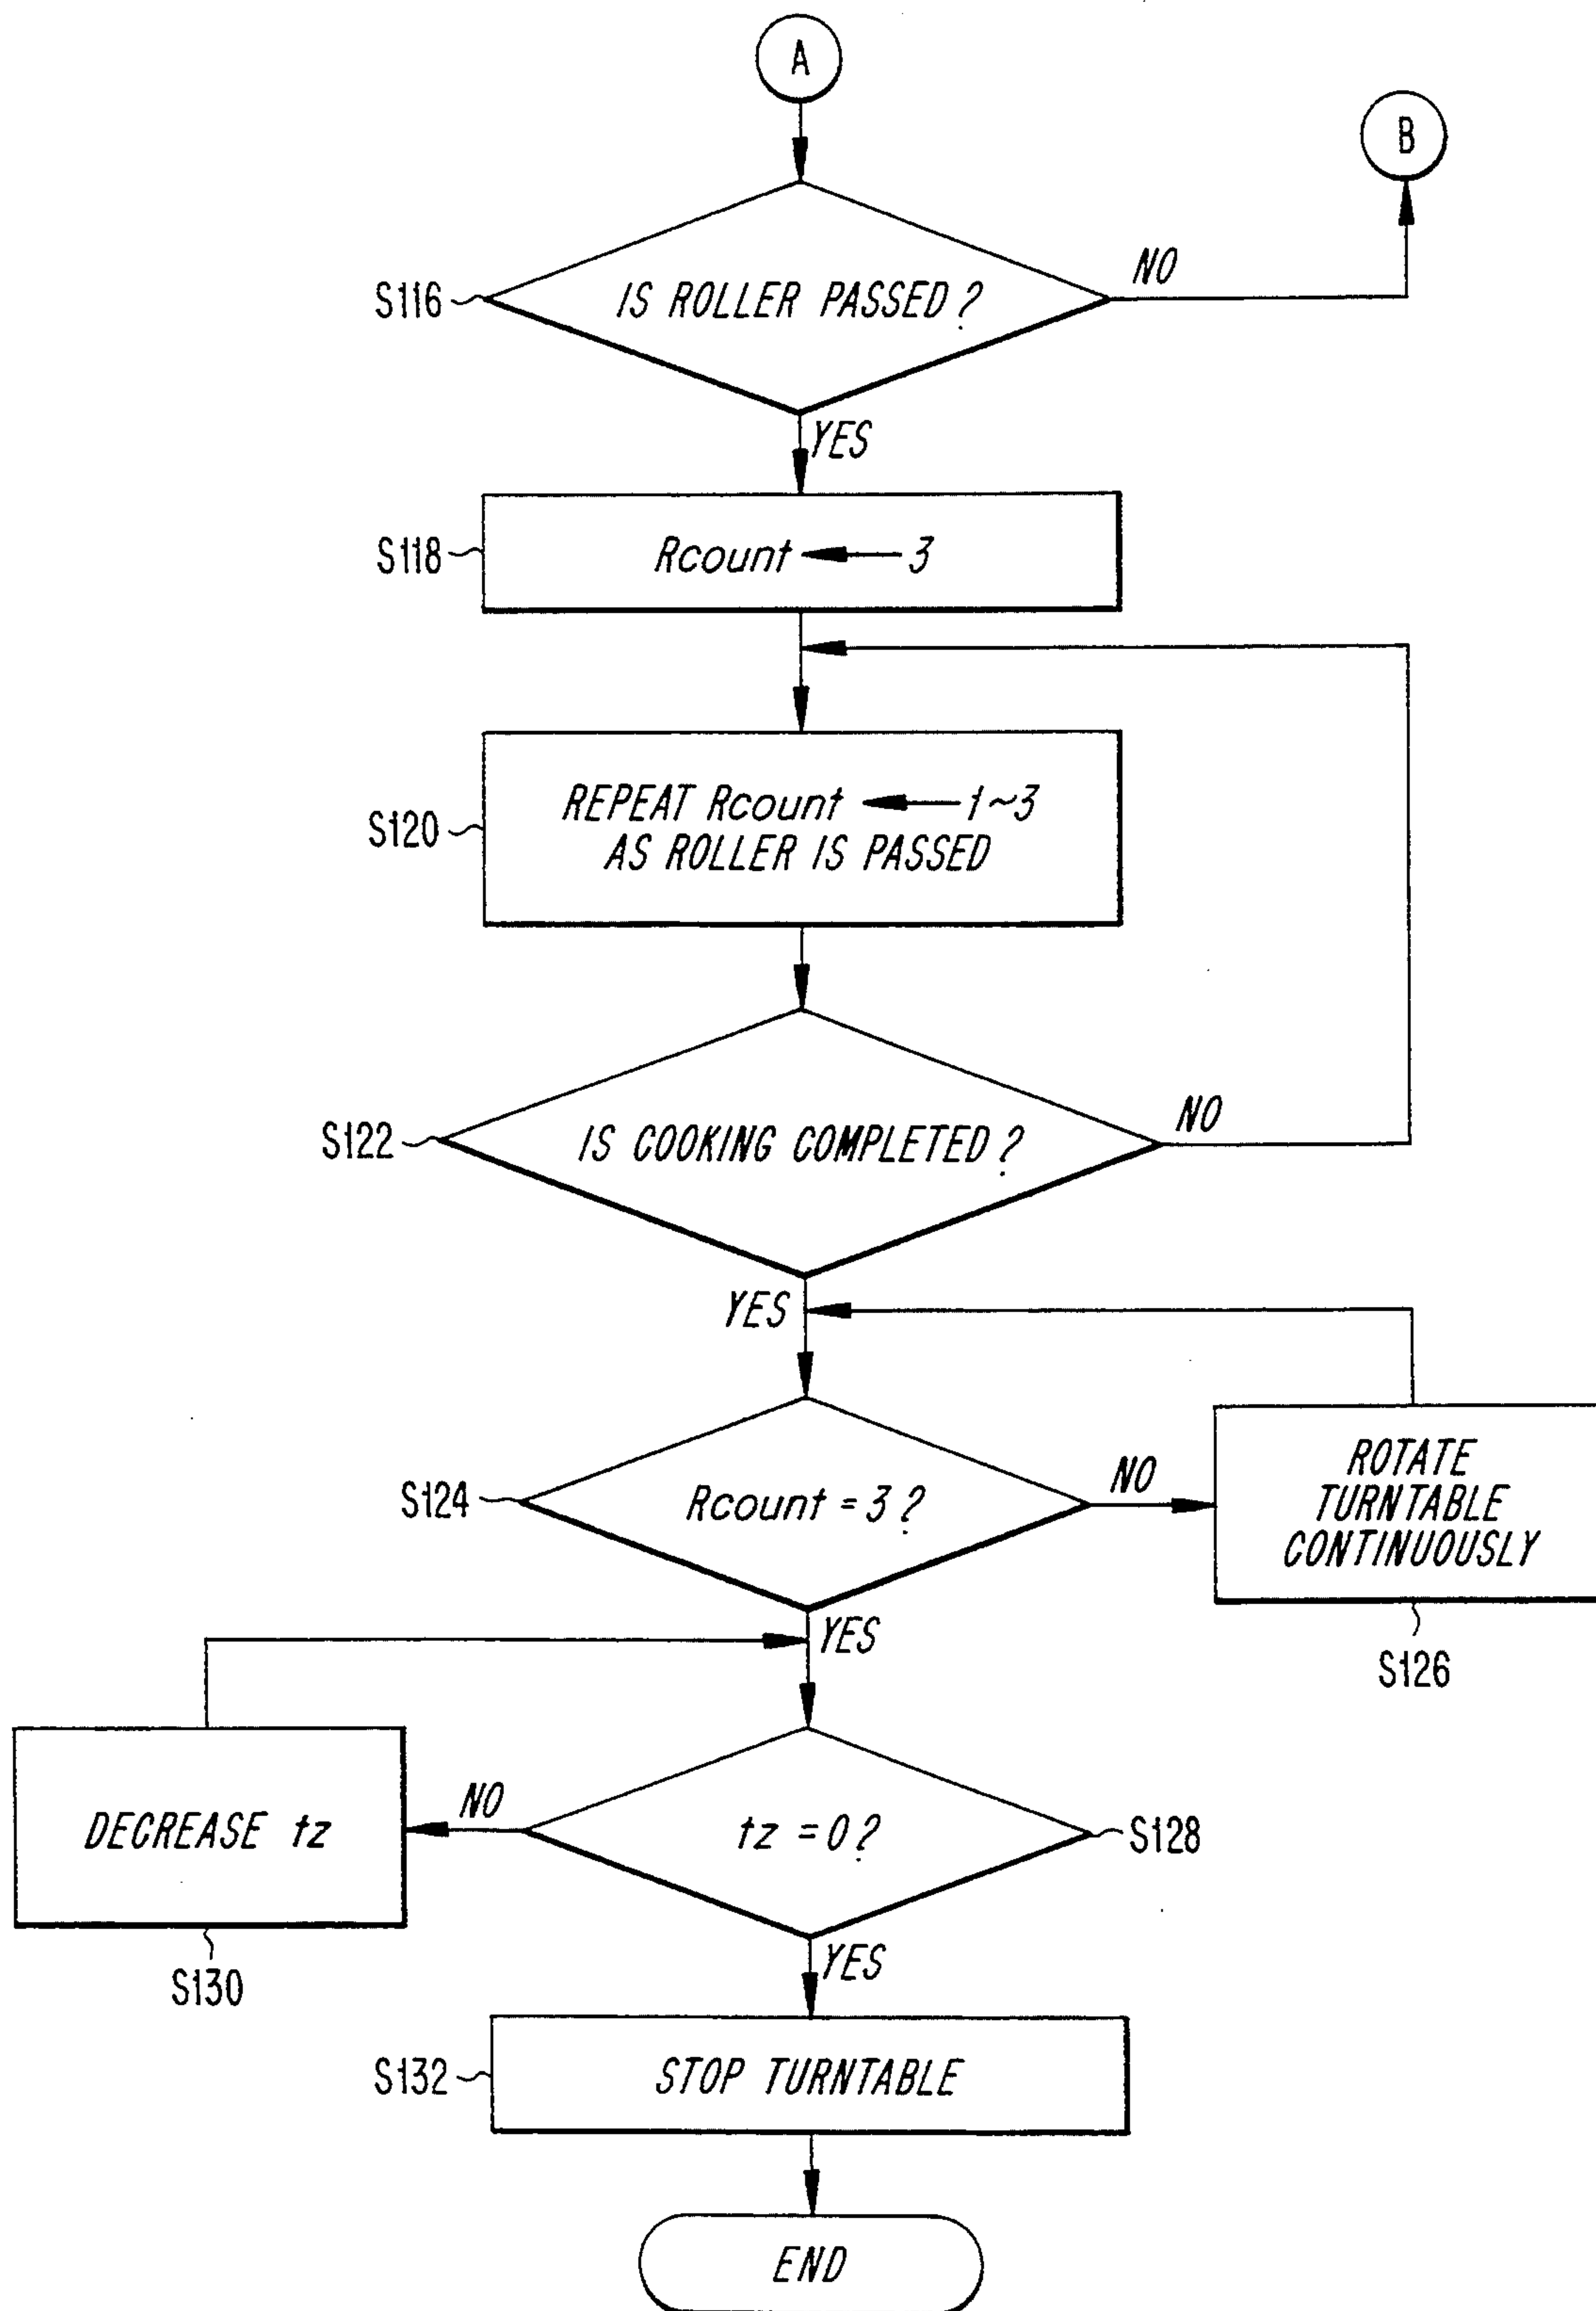 A
B
S116
IS ROLLER PASSED?
NO
YES
S118
Rcount ← 3
S120
REPEAT Rcount ← 1~3
AS ROLLER IS PASSED
S122
IS COOKING COMPLETED?
NO
YES
S124
Rcount = 3?
NO
ROTATE
TURNTABLE
CONTINUOUSLY
S126
YES
DECREASE tz
NO
tz = 0?
S128
S130
YES
S132
STOP TURNTABLE
END